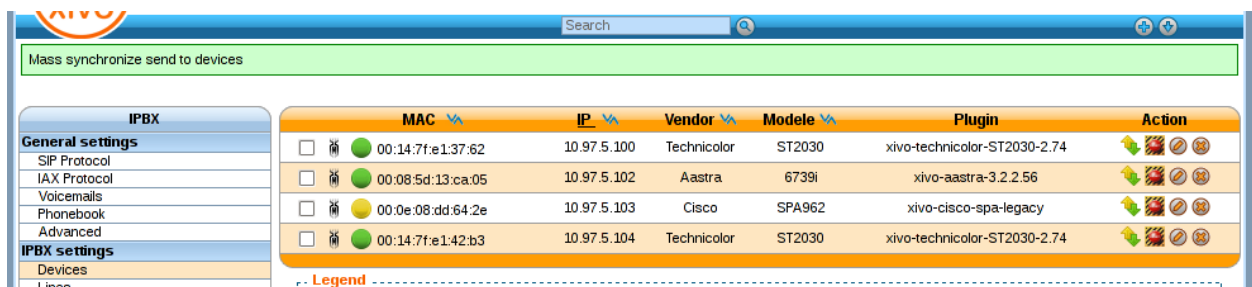 XIVO
Search
Mass synchronize send to devices
IPBX
General settings
SIP Protocol
IAX Protocol
Voicemails
Phonebook
Advanced
IPBX settings
Devices
Lines
MAC IP Vendor Modele Plugin Action
00:14:7f:e1:37:62 10.97.5.100 Technicolor ST2030 xivo-technicolor-ST2030-2.74
00:08:5d:13:ca:05 10.97.5.102 Aastra 6739i xivo-aastra-3.2.2.56
00:0e:08:dd:64:2e 10.97.5.103 Cisco SPA962 xivo-cisco-spa-legacy
00:14:7f:e1:42:b3 10.97.5.104 Technicolor ST2030 xivo-technicolor-ST2030-2.74
Legend